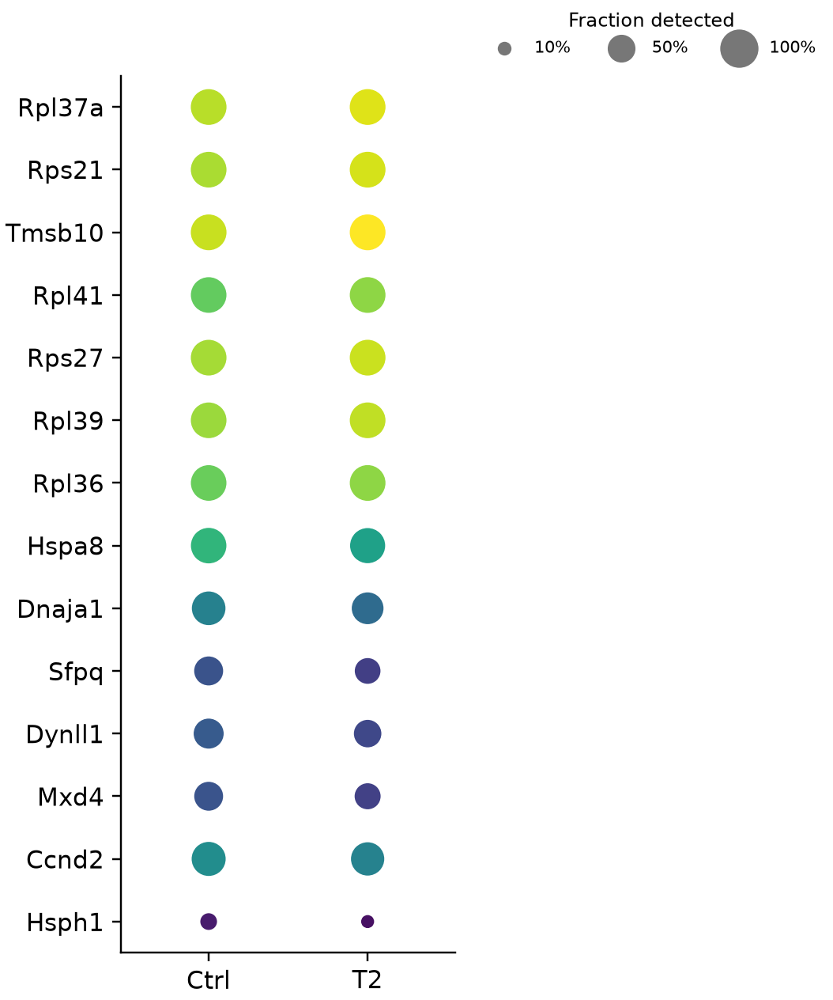 Fraction detected
10% 50% 100%
Rpl37a
Rps21
Tmsb10
Rpl41
Rps27
Rpl39
Rpl36
Hspa8
Dnaja1
Sfpq
Dynll1
Mxd4
Ccnd2
Hsph1
Ctrl T2